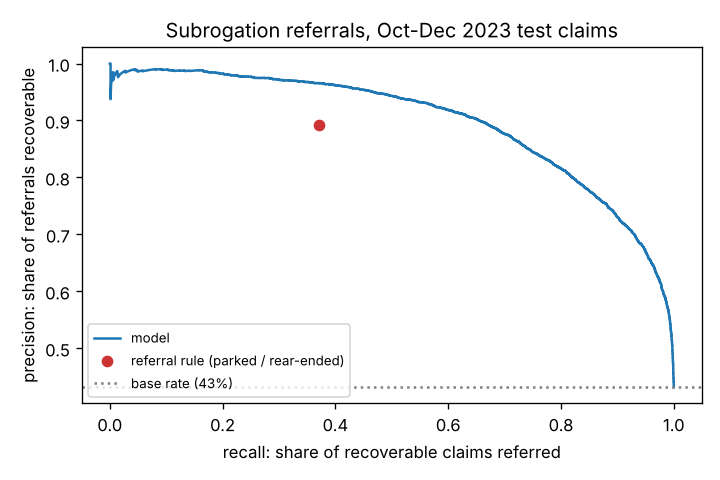 Subrogation referrals, Oct-Dec 2023 test claims
precision: share of referrals recoverable
1.0
0.9
0.8
0.7
0.6
0.5
model
referral rule (parked / rear-ended)
base rate (43%)
0.0 0.2 0.4 0.6 0.8 1.0
recall: share of recoverable claims referred